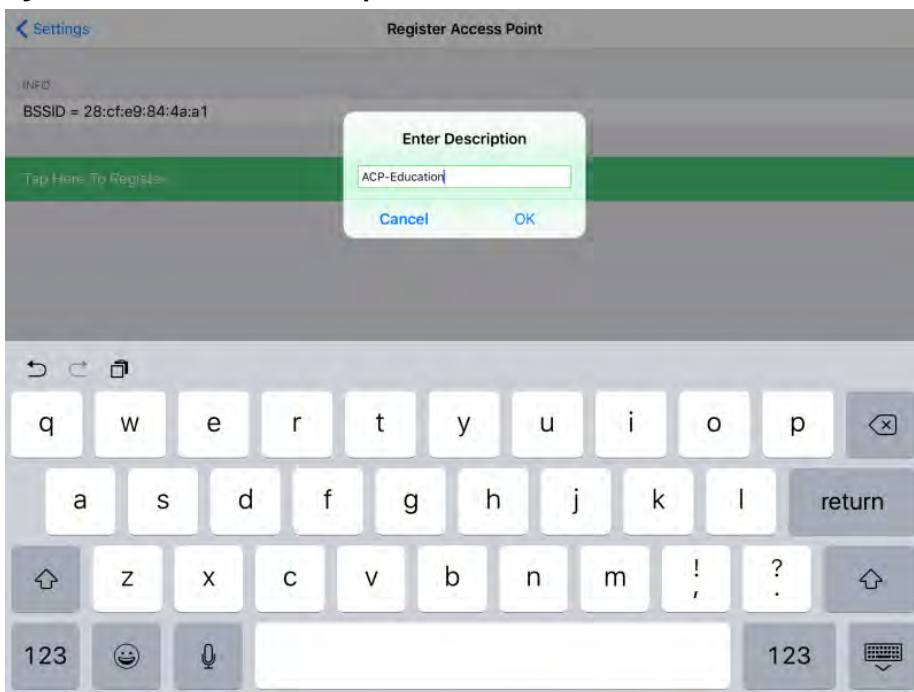 Settings
Register Access Point
INFO
BSSID = 28:cf:e9:84:4a:a1
Enter Description
Tap Here To Register
ACP-Education
Cancel
OK
q w e r t y u i o p
a s d f g h j k l return
z x c v b n m ! , ? .
123 123